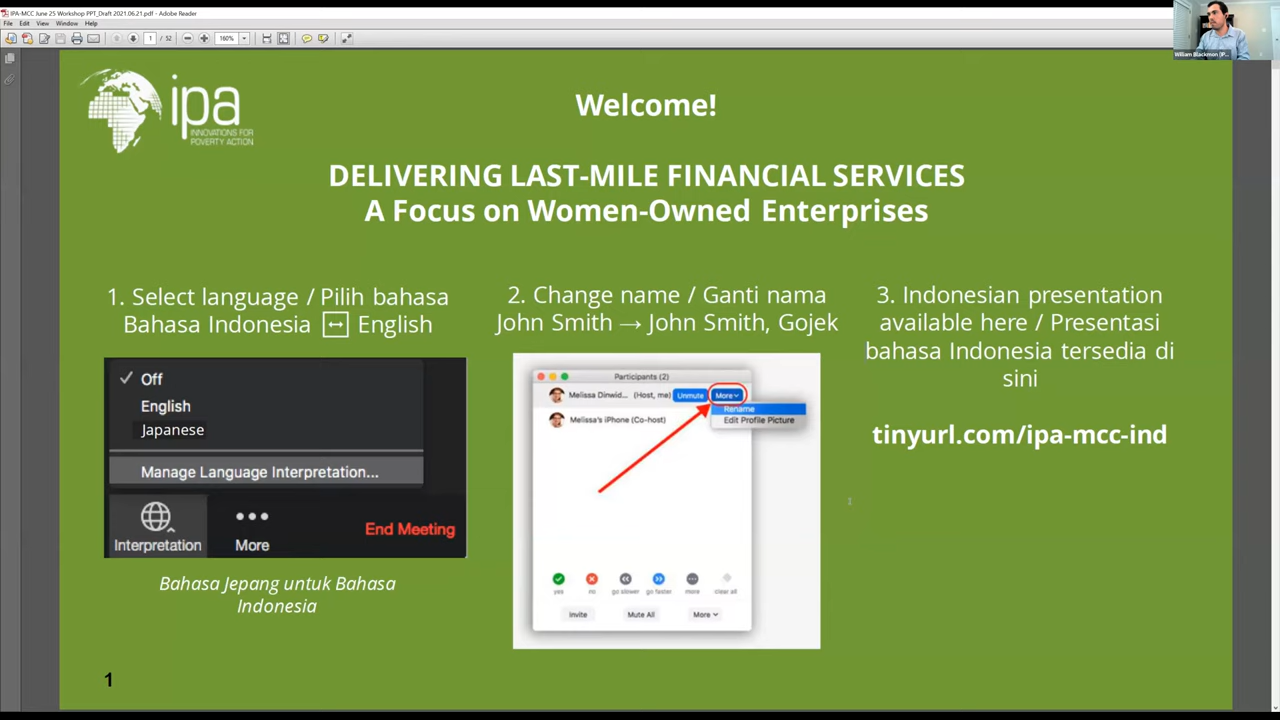 IPA-MCC June 25 Workshop PPT_Draft 2021.06.21.pdf - Adobe Reader
File Edit View Window Help
1 / 52 160%
William Blackmon [IP...
ipa
INNOVATIONS FOR
POVERTY ACTION
Welcome!
DELIVERING LAST-MILE FINANCIAL SERVICES
A Focus on Women-Owned Enterprises
1. Select language / Pilih bahasa
Bahasa Indonesia ↔ English
Off
English
Japanese
Manage Language Interpretation...
Interpretation
More
End Meeting
Bahasa Jepang untuk Bahasa
Indonesia
2. Change name / Ganti nama
John Smith → John Smith, Gojek
Participants (2)
Melissa Dinwid... (Host, me) Unmute More
Rename
Melissa's iPhone (Co-host)
Edit Profile Picture
yes no go slower go faster more clear all
Invite Mute All More
3. Indonesian presentation
available here / Presentasi
bahasa Indonesia tersedia di
sini
tinyurl.com/ipa-mcc-ind
1